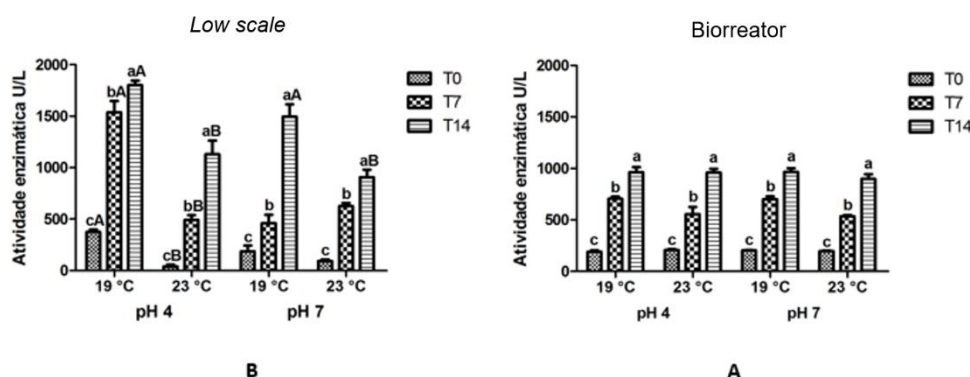 Low scale
Atividade enzimática U/L
2000
1500
1000
500
0
cA
bA
aA
cB
bB
aB
c
b
aA
c
b
aB
19 °C
23 °C
19 °C
23 °C
pH 4
pH 7
T0
T7
T14
B
Biorreator
Atividade enzimática U/L
2000
1500
1000
500
0
c
b
a
c
b
a
c
b
a
c
b
a
19 °C
23 °C
19 °C
23 °C
pH 4
pH 7
T0
T7
T14
A